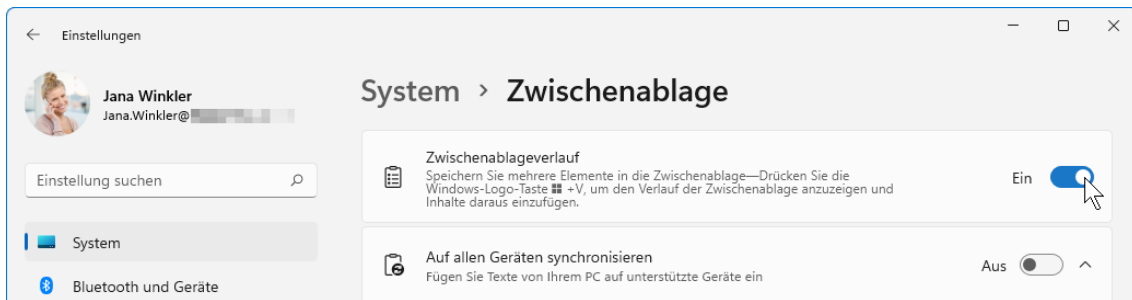 Einstellungen
Jana Winkler
Jana.Winkler@
Einstellung suchen
System
Bluetooth und Geräte
System > Zwischenablage
Zwischenablageverlauf
Speichern Sie mehrere Elemente in die Zwischenablage—Drücken Sie die
Windows-Logo-Taste +V, um den Verlauf der Zwischenablage anzuzeigen und
Inhalte daraus einzufügen.
Ein
Auf allen Geräten synchronisieren
Fügen Sie Texte von Ihrem PC auf unterstützte Geräte ein
Aus